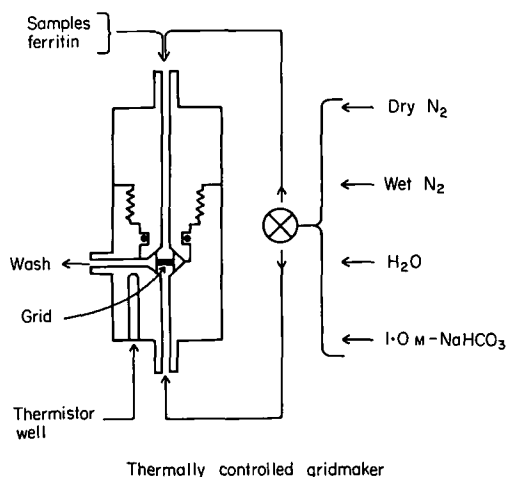 Samples
ferritin
Dry N₂
Wet N₂
H₂O
1·0 M–NaHCO₃
Wash
Grid
Thermistor
well
Thermally controlled gridmaker